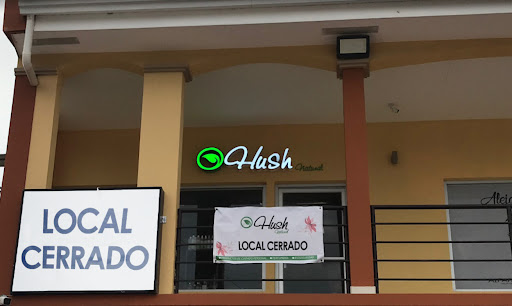 Hush
Natural
LOCAL
CERRADO
Hush
LOCAL CERRADO